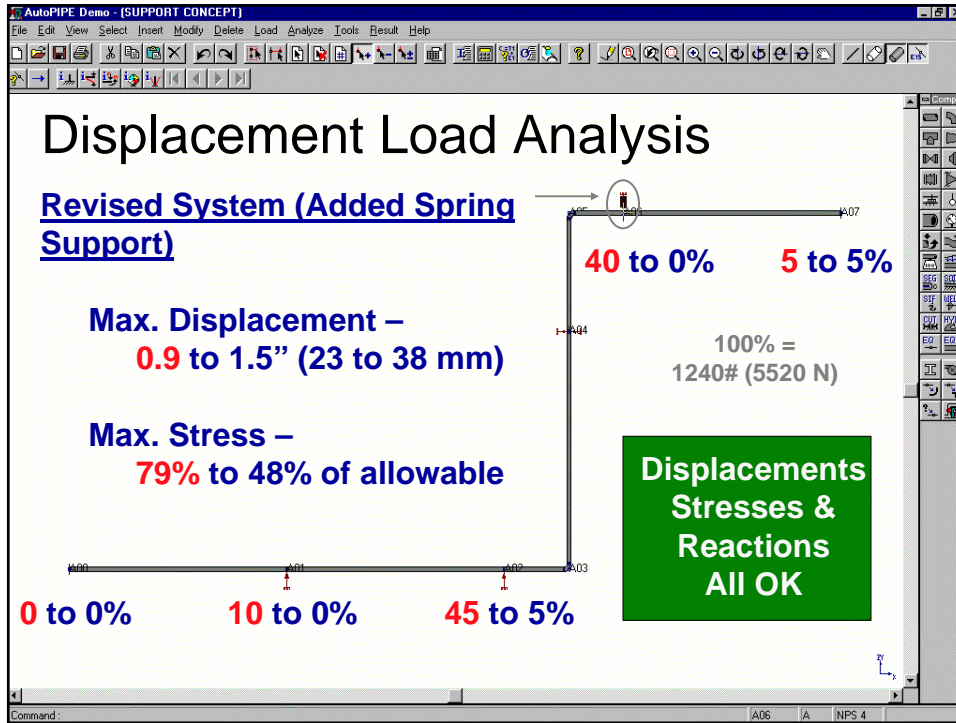 AutoPIPE Demo - (SUPPORT CONCEPT)
File Edit View Select Insert Modify Delete Load Analyze Tools Result Help
Displacement Load Analysis
Revised System (Added Spring
Support)
A05 A06 A07
40 to 0% 5 to 5%
Max. Displacement –
0.9 to 1.5” (23 to 38 mm)
A04
100% =
1240# (5520 N)
Max. Stress –
79% to 48% of allowable
Displacements
Stresses &
Reactions
All OK
A00 A01 A02 A03
0 to 0% 10 to 0% 45 to 5%
Command :
A06 A NPS 4